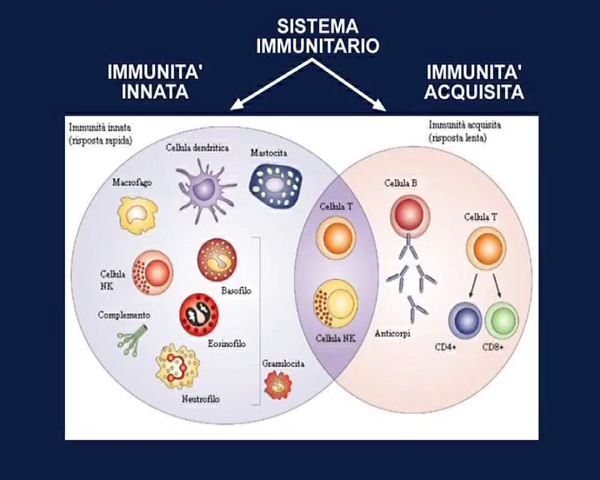 SISTEMA
IMMUNITARIO
IMMUNITA'
INNATA
IMMUNITA'
ACQUISITA
Immunità innata
(risposta rapida)
Immunità acquisita
(risposta lenta)
Cellula dendritica
Mastocita
Macrofago
Cellula B
Cellula T
Cellula T
Cellula
NK
Basofilo
Complemento
Eosinofilo
Cellula NK
Anticorpi
CD4+
CD8+
Granulocita
Neutrofilo